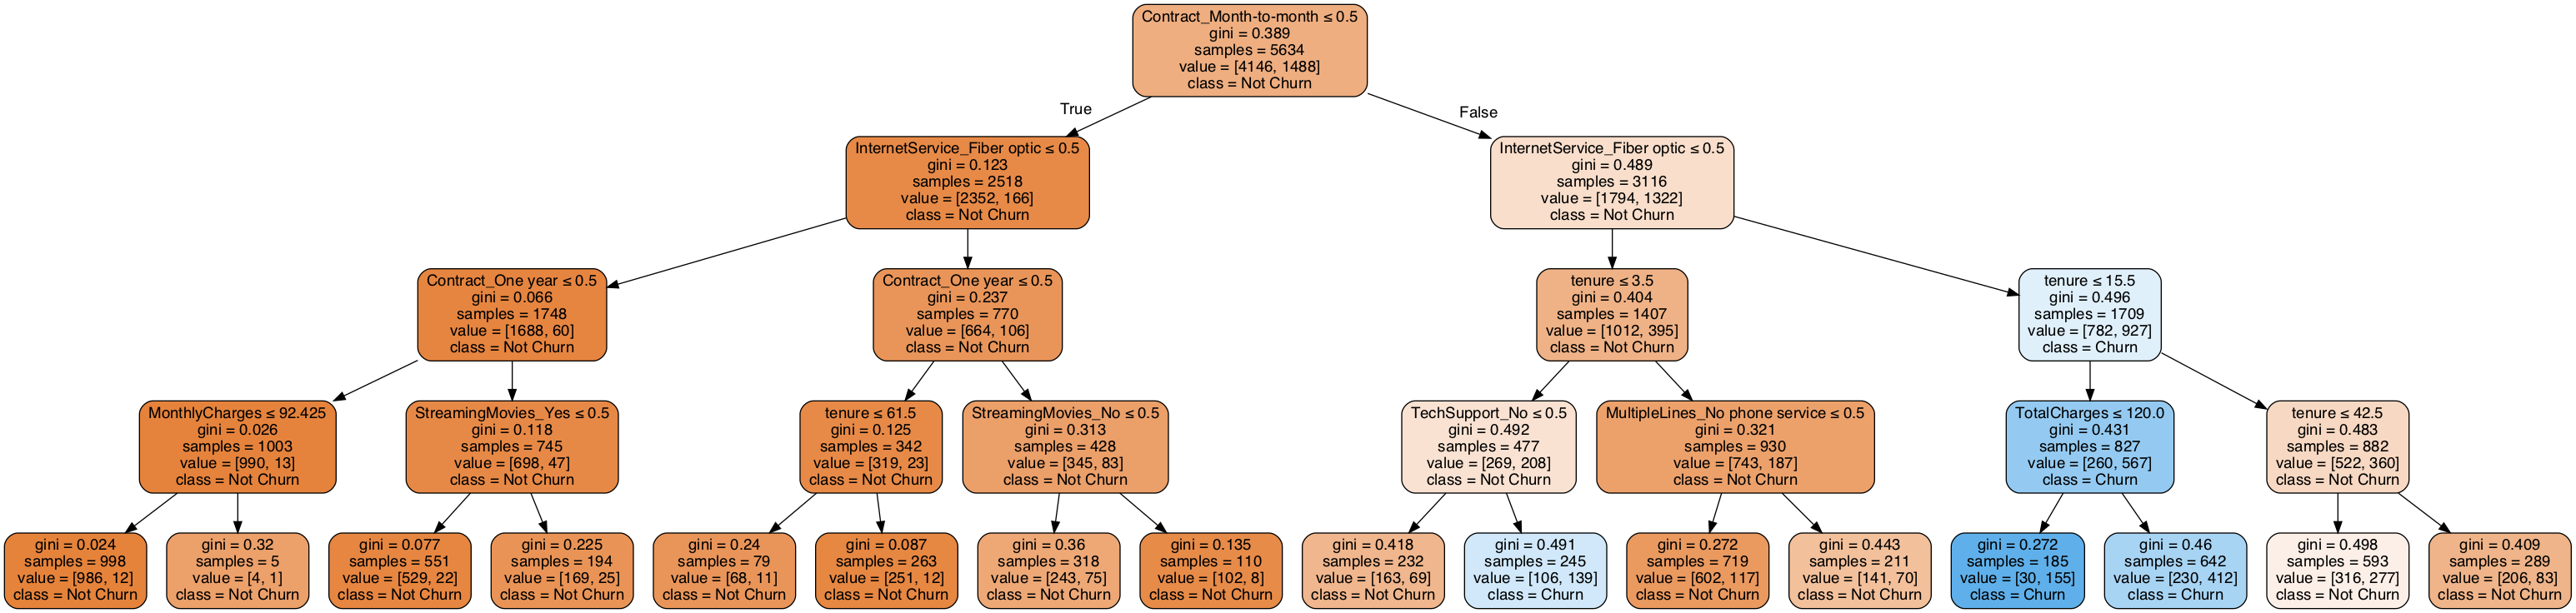 Contract_Month-to-month ≤ 0.5
gini = 0.389
samples = 5634
value = [4146, 1488]
class = Not Churn
True
False
InternetService_Fiber optic ≤ 0.5
gini = 0.123
samples = 2518
value = [2352, 166]
class = Not Churn
InternetService_Fiber optic ≤ 0.5
gini = 0.489
samples = 3116
value = [1794, 1322]
class = Not Churn
Contract_One year ≤ 0.5
gini = 0.066
samples = 1748
value = [1688, 60]
class = Not Churn
Contract_One year ≤ 0.5
gini = 0.237
samples = 770
value = [664, 106]
class = Not Churn
tenure ≤ 3.5
gini = 0.404
samples = 1407
value = [1012, 395]
class = Not Churn
tenure ≤ 15.5
gini = 0.496
samples = 1709
value = [782, 927]
class = Churn
MonthlyCharges ≤ 92.425
gini = 0.026
samples = 1003
value = [990, 13]
class = Not Churn
StreamingMovies_Yes ≤ 0.5
gini = 0.118
samples = 745
value = [698, 47]
class = Not Churn
tenure ≤ 61.5
gini = 0.125
samples = 342
value = [319, 23]
class = Not Churn
StreamingMovies_No ≤ 0.5
gini = 0.313
samples = 428
value = [345, 83]
class = Not Churn
TechSupport_No ≤ 0.5
gini = 0.492
samples = 477
value = [269, 208]
class = Not Churn
MultipleLines_No phone service ≤ 0.5
gini = 0.321
samples = 930
value = [743, 187]
class = Not Churn
TotalCharges ≤ 120.0
gini = 0.431
samples = 827
value = [260, 567]
class = Churn
tenure ≤ 42.5
gini = 0.483
samples = 882
value = [522, 360]
class = Not Churn
gini = 0.024
samples = 998
value = [986, 12]
class = Not Churn
gini = 0.32
samples = 5
value = [4, 1]
class = Not Churn
gini = 0.077
samples = 551
value = [529, 22]
class = Not Churn
gini = 0.225
samples = 194
value = [169, 25]
class = Not Churn
gini = 0.24
samples = 79
value = [68, 11]
class = Not Churn
gini = 0.087
samples = 263
value = [251, 12]
class = Not Churn
gini = 0.36
samples = 318
value = [243, 75]
class = Not Churn
gini = 0.135
samples = 110
value = [102, 8]
class = Not Churn
gini = 0.418
samples = 232
value = [163, 69]
class = Not Churn
gini = 0.491
samples = 245
value = [106, 139]
class = Churn
gini = 0.272
samples = 719
value = [602, 117]
class = Not Churn
gini = 0.443
samples = 211
value = [141, 70]
class = Not Churn
gini = 0.272
samples = 185
value = [30, 155]
class = Churn
gini = 0.46
samples = 642
value = [230, 412]
class = Churn
gini = 0.498
samples = 593
value = [316, 277]
class = Not Churn
gini = 0.409
samples = 289
value = [206, 83]
class = Not Churn